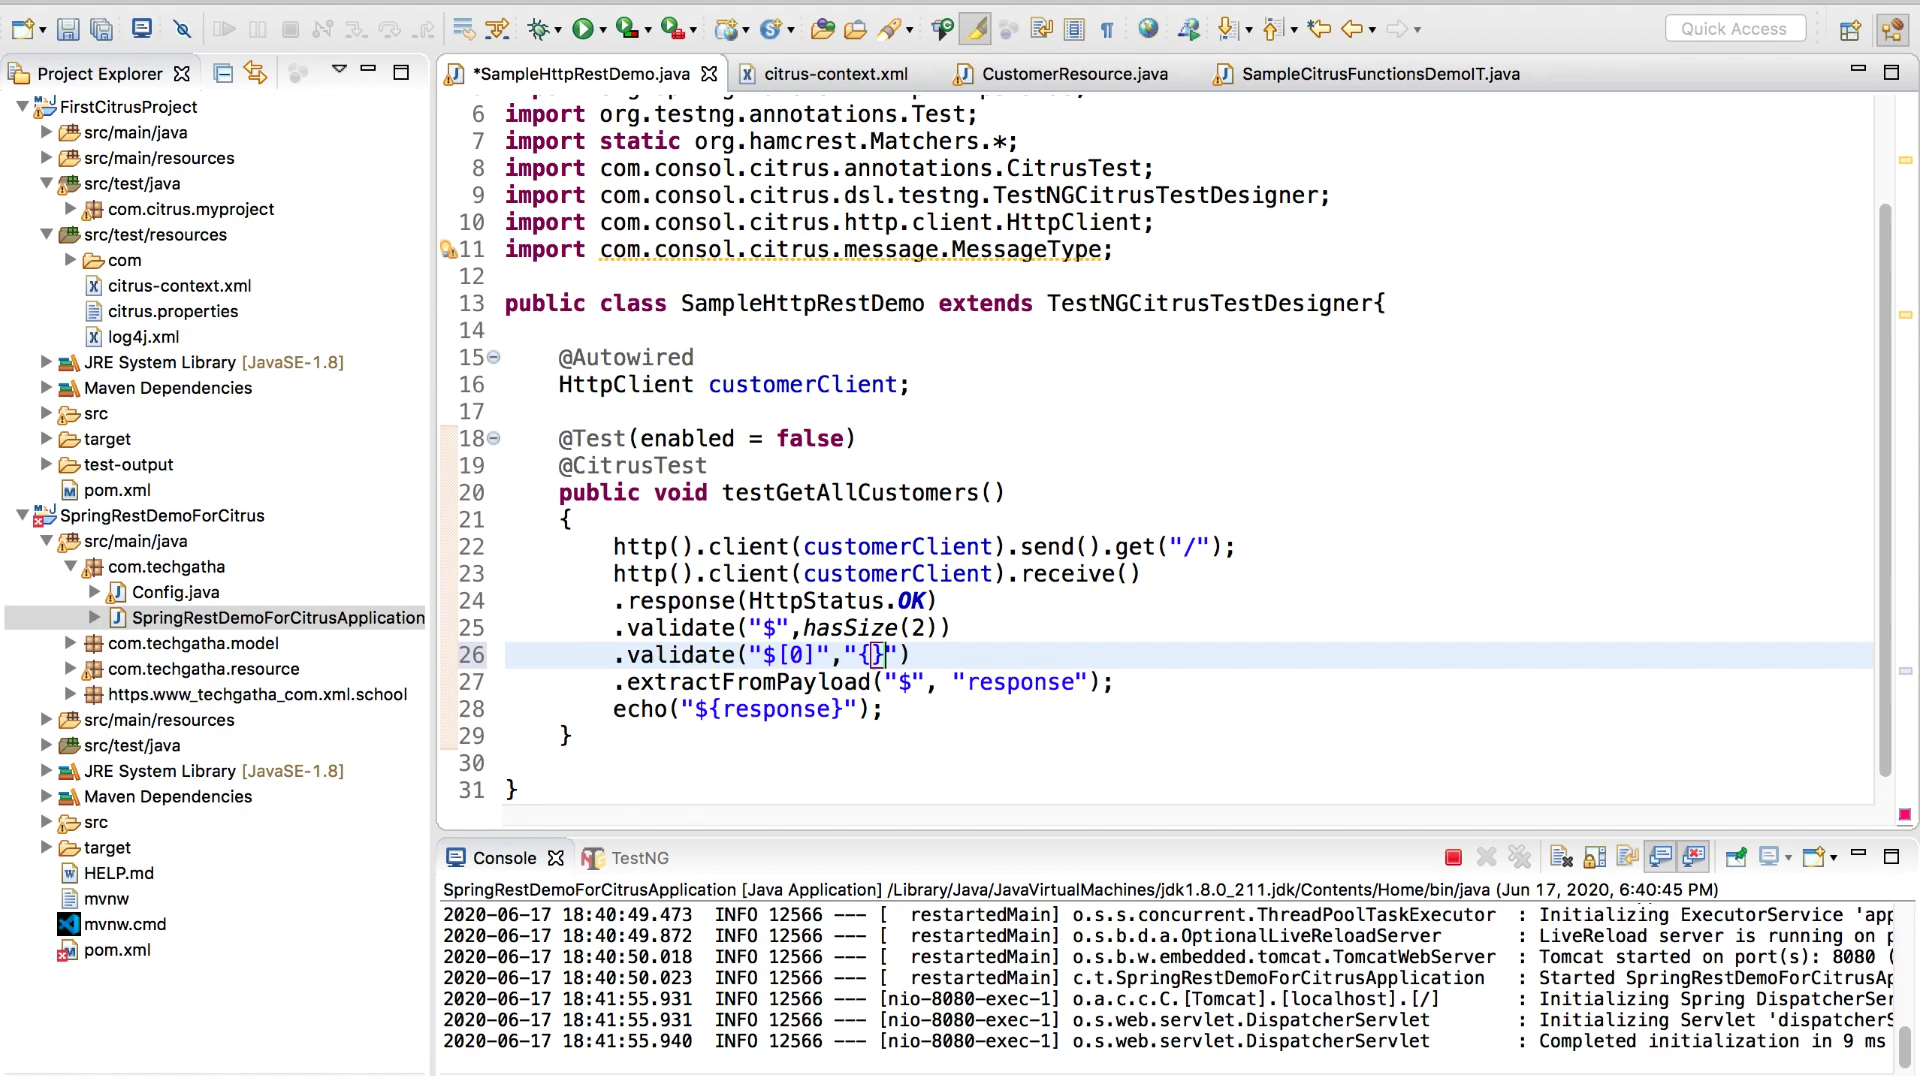 Quick Access
Project Explorer
FirstCitrusProject
src/main/java
src/main/resources
src/test/java
com.citrus.myproject
src/test/resources
com
citrus-context.xml
citrus.properties
log4j.xml
JRE System Library [JavaSE-1.8]
Maven Dependencies
src
target
test-output
pom.xml
SpringRestDemoForCitrus
src/main/java
com.techgatha
Config.java
SpringRestDemoForCitrusApplication
com.techgatha.model
com.techgatha.resource
https.www_techgatha_com.xml.school
src/main/resources
src/test/java
JRE System Library [JavaSE-1.8]
Maven Dependencies
src
target
HELP.md
mvnw
mvnw.cmd
pom.xml
*SampleHttpRestDemo.java
citrus-context.xml
CustomerResource.java
SampleCitrusFunctionsDemoIT.java
6 import org.testng.annotations.Test;
7 import static org.hamcrest.Matchers.*;
8 import com.consol.citrus.annotations.CitrusTest;
9 import com.consol.citrus.dsl.testng.TestNGCitrusTestDesigner;
10 import com.consol.citrus.http.client.HttpClient;
11 import com.consol.citrus.message.MessageType;
12
13 public class SampleHttpRestDemo extends TestNGCitrusTestDesigner{
14
15 @Autowired
16 HttpClient customerClient;
17
18 @Test(enabled = false)
19 @CitrusTest
20 public void testGetAllCustomers()
21 {
22 http().client(customerClient).send().get("/");
23 http().client(customerClient).receive()
24 .response(HttpStatus.OK)
25 .validate("$",hasSize(2))
26 .validate("$[0]","{}")
27 .extractFromPayload("$", "response");
28 echo("${response}");
29 }
30
31 }
Console
TestNG
SpringRestDemoForCitrusApplication [Java Application] /Library/Java/JavaVirtualMachines/jdk1.8.0_211.jdk/Contents/Home/bin/java (Jun 17, 2020, 6:40:45 PM)
2020-06-17 18:40:49.473 INFO 12566 --- [ restartedMain] o.s.s.concurrent.ThreadPoolTaskExecutor : Initializing ExecutorService 'app
2020-06-17 18:40:49.872 INFO 12566 --- [ restartedMain] o.s.b.d.a.OptionalLiveReloadServer : LiveReload server is running on p
2020-06-17 18:40:50.018 INFO 12566 --- [ restartedMain] o.s.b.w.embedded.tomcat.TomcatWebServer : Tomcat started on port(s): 8080 (
2020-06-17 18:40:50.023 INFO 12566 --- [ restartedMain] c.t.SpringRestDemoForCitrusApplication : Started SpringRestDemoForCitrusAp
2020-06-17 18:41:55.931 INFO 12566 --- [nio-8080-exec-1] o.a.c.c.C.[Tomcat].[localhost].[/] : Initializing Spring DispatcherSer
2020-06-17 18:41:55.931 INFO 12566 --- [nio-8080-exec-1] o.s.web.servlet.DispatcherServlet : Initializing Servlet 'dispatcherS
2020-06-17 18:41:55.940 INFO 12566 --- [nio-8080-exec-1] o.s.web.servlet.DispatcherServlet : Completed initialization in 9 ms